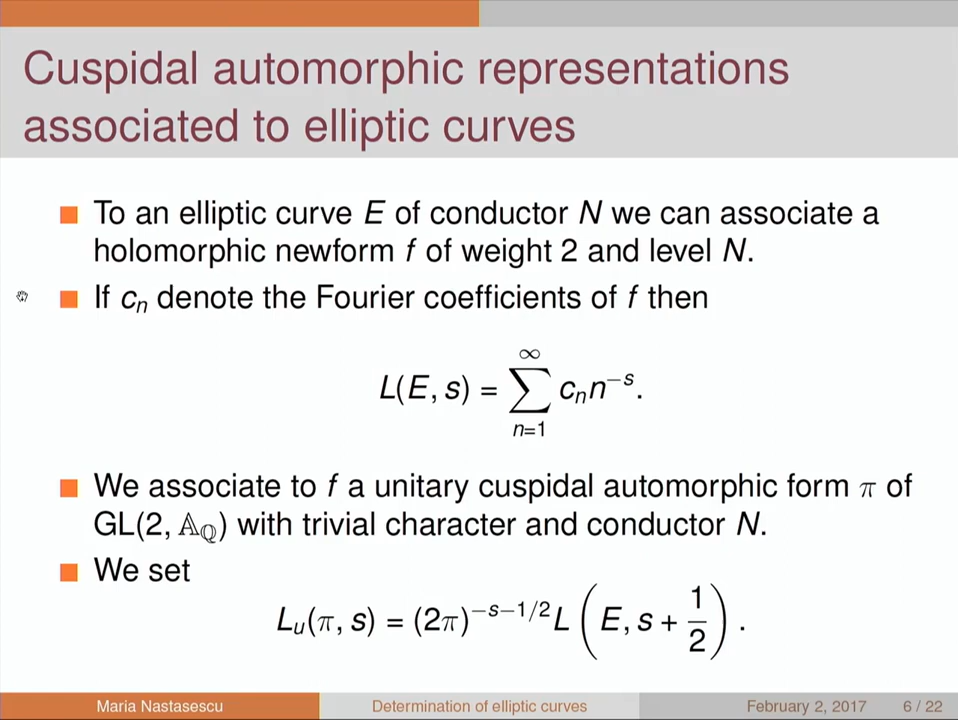 Cuspidal automorphic representations
associated to elliptic curves
To an elliptic curve E of conductor N we can associate a
holomorphic newform f of weight 2 and level N.
If c_n denote the Fourier coefficients of f then
L(E, s) = ∑_{n=1}^{∞} c_n n^{−s}.
We associate to f a unitary cuspidal automorphic form π of
GL(2, 𝔸_ℚ) with trivial character and conductor N.
We set
L_u(π, s) = (2π)^{−s−1/2} L(E, s + 1/2).
Maria Nastasescu Determination of elliptic curves February 2, 2017 6 / 22